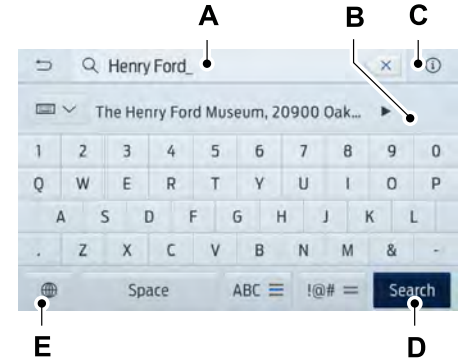 A
B
C
Henry Ford_
The Henry Ford Museum, 20900 Oak...
1 2 3 4 5 6 7 8 9 0
Q W E R T Y U I O P
A S D F G H J K L
. Z X C V B N M & -
Space ABC !@# Search
E
D